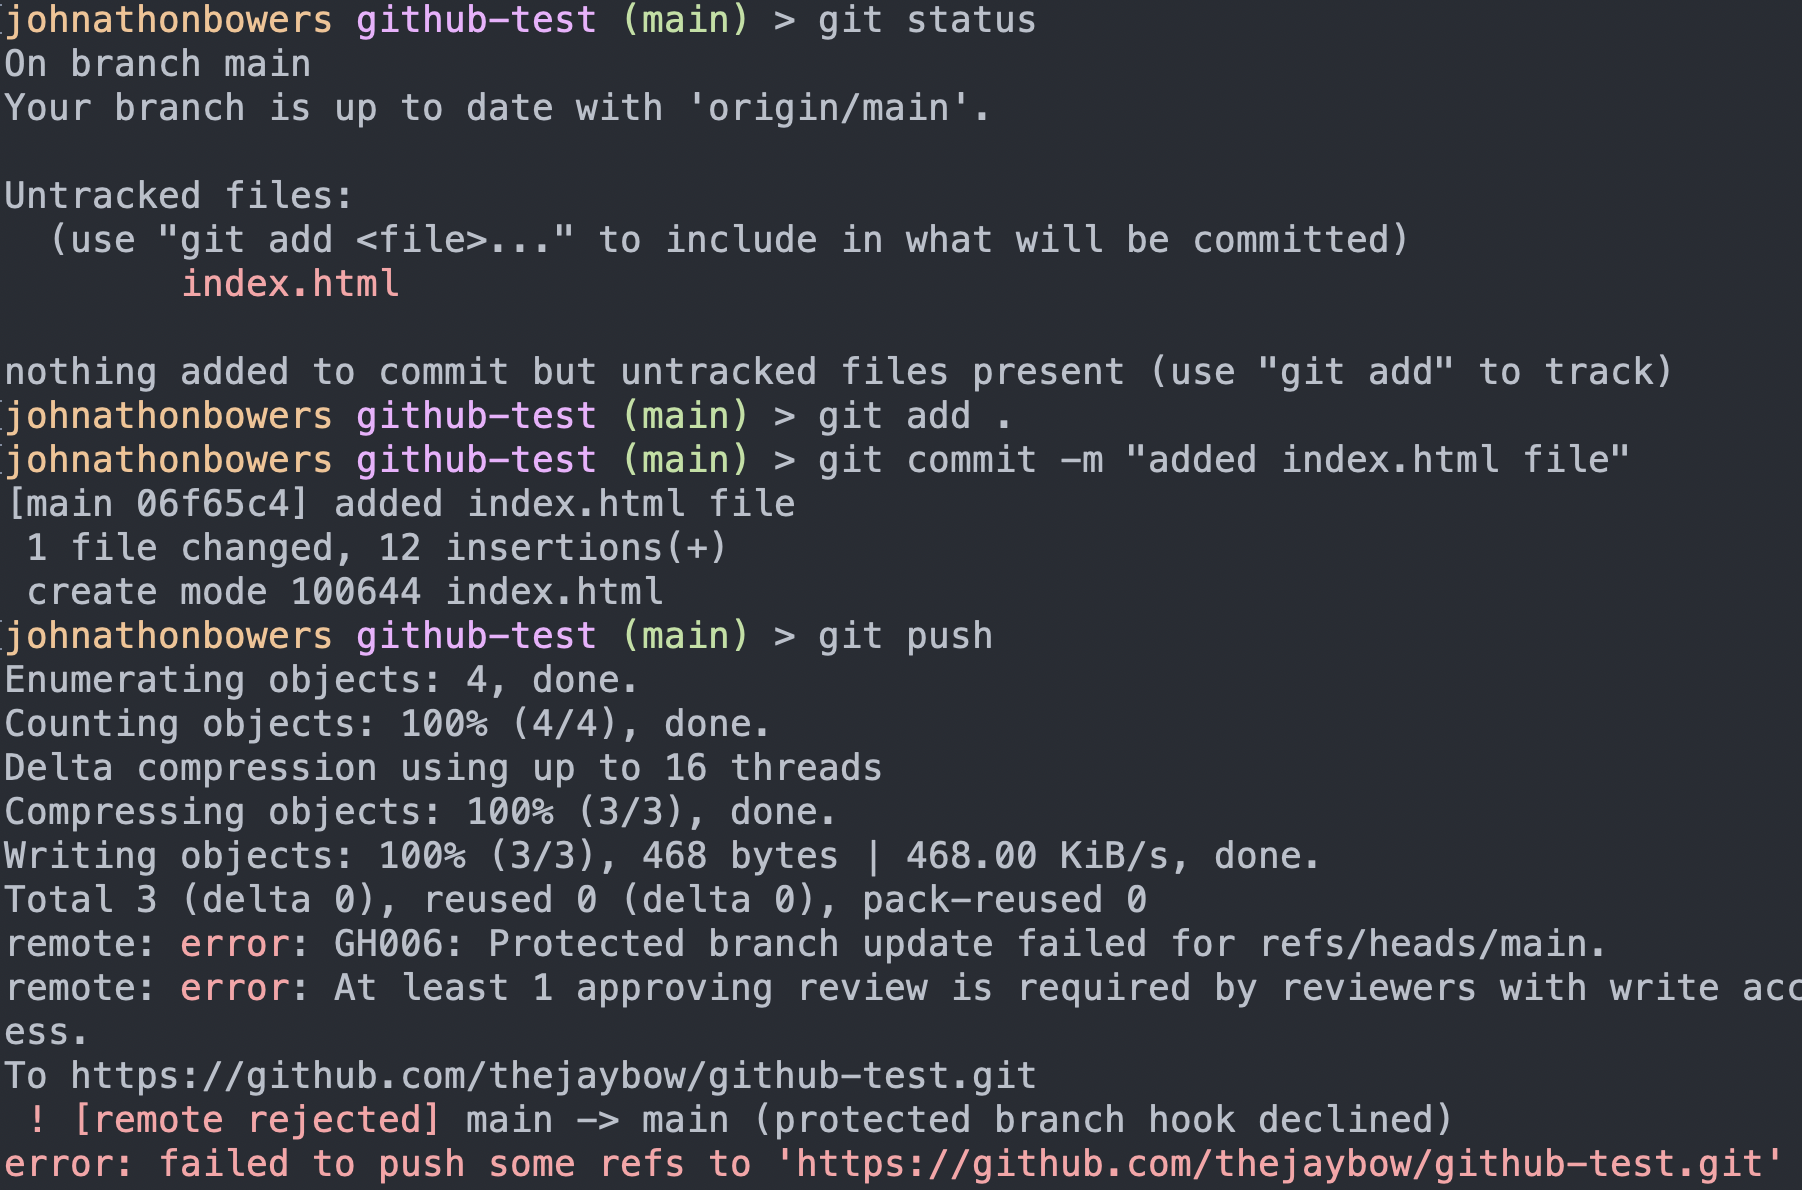 johnathonbowers github-test (main) > git status
On branch main
Your branch is up to date with 'origin/main'.

Untracked files:
  (use "git add <file>..." to include in what will be committed)
        index.html

nothing added to commit but untracked files present (use "git add" to track)
johnathonbowers github-test (main) > git add .
johnathonbowers github-test (main) > git commit -m "added index.html file"
[main 06f65c4] added index.html file
 1 file changed, 12 insertions(+)
 create mode 100644 index.html
johnathonbowers github-test (main) > git push
Enumerating objects: 4, done.
Counting objects: 100% (4/4), done.
Delta compression using up to 16 threads
Compressing objects: 100% (3/3), done.
Writing objects: 100% (3/3), 468 bytes | 468.00 KiB/s, done.
Total 3 (delta 0), reused 0 (delta 0), pack-reused 0
remote: error: GH006: Protected branch update failed for refs/heads/main.
remote: error: At least 1 approving review is required by reviewers with write acc
ess.
To https://github.com/thejaybow/github-test.git
 ! [remote rejected] main -> main (protected branch hook declined)
error: failed to push some refs to 'https://github.com/thejaybow/github-test.git'